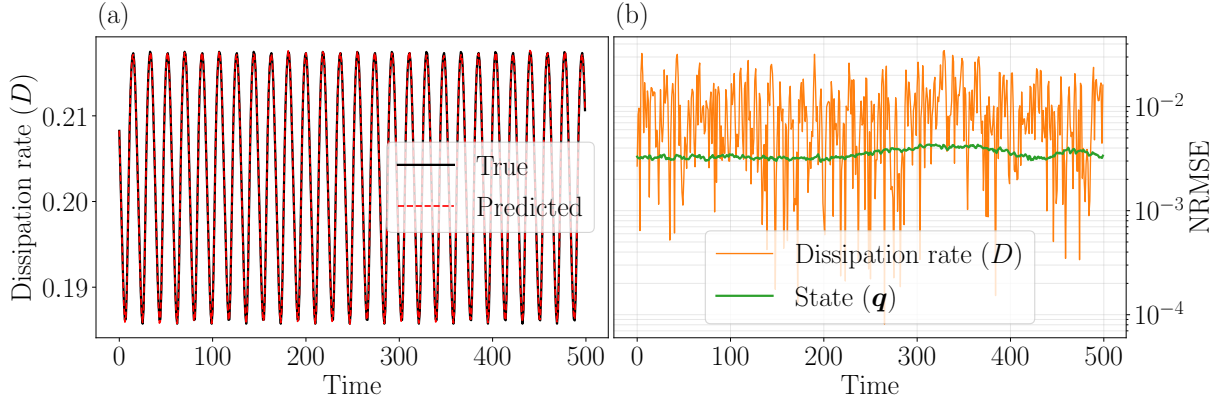 (a)
Dissipation rate (D)
0.21
0.20
0.19
True
Predicted
0 100 200 300 400 500
Time
(b)
Dissipation rate (D)
State (q)
0 100 200 300 400 500
Time
10⁻²
10⁻³
10⁻⁴
NRMSE